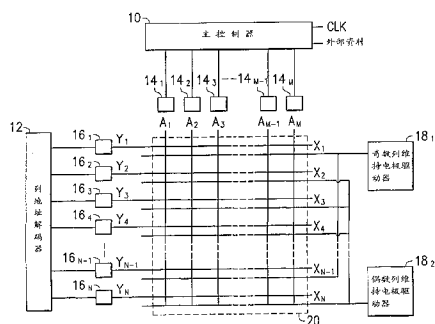 10
主控制器
CLK
外部资料
14₁ 14₂ 14₃ 14M-1 14M
A₁ A₂ A₃ AM-1 AM
12
列地址解码器
16₁ Y₁ X₁
16₂ Y₂ X₂
16₃ Y₃ X₃
16₄ Y₄ X₄
16N-1 YN-1 XN-1
16N YN XN
18₁
奇数列维持电极驱动器
18₂
偶数列维持电极驱动器
20